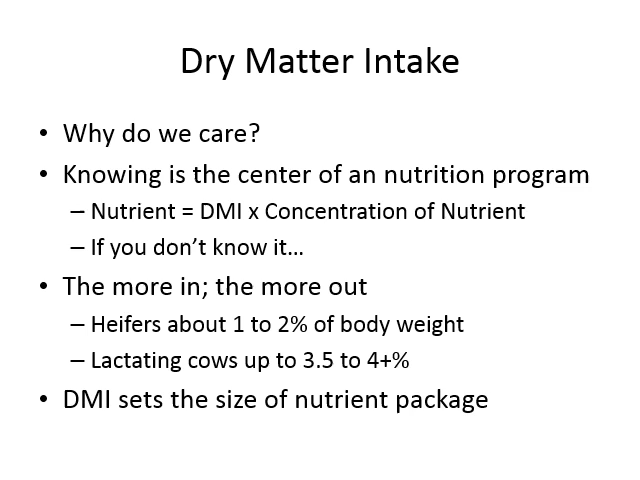 Dry Matter Intake
• Why do we care?
• Knowing is the center of an nutrition program
– Nutrient = DMI x Concentration of Nutrient
– If you don’t know it…
• The more in; the more out
– Heifers about 1 to 2% of body weight
– Lactating cows up to 3.5 to 4+%
• DMI sets the size of nutrient package